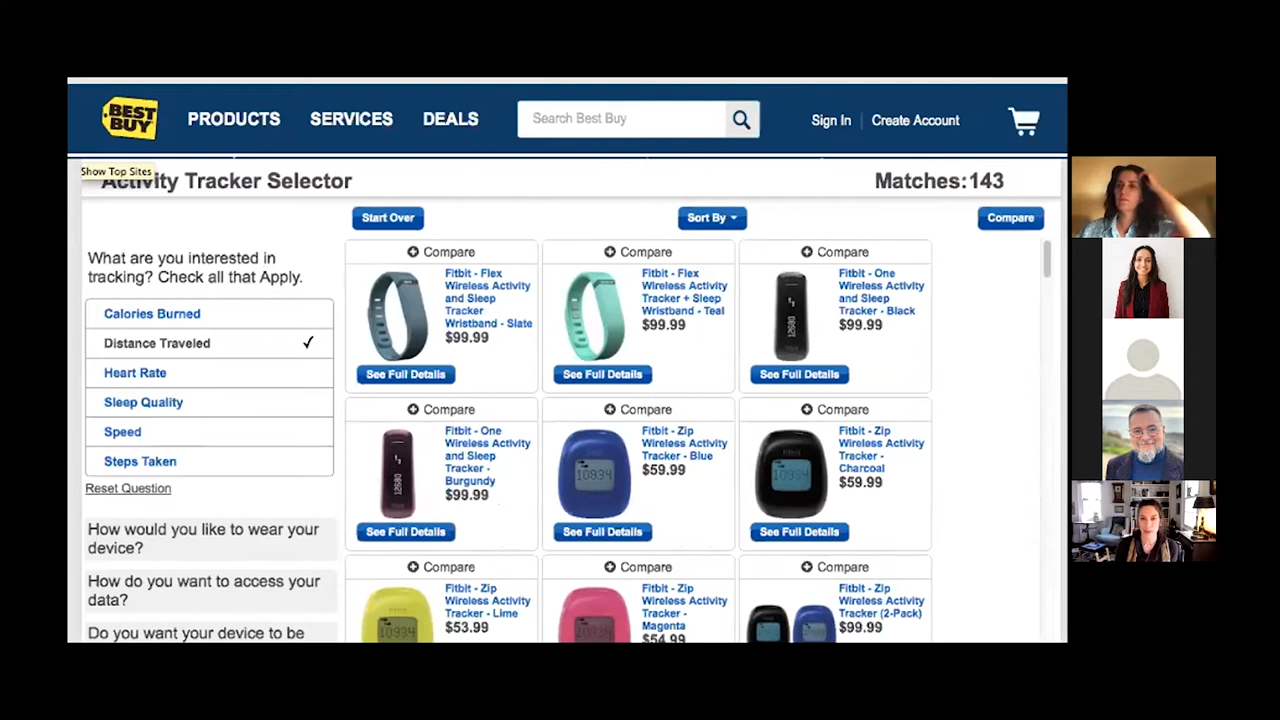 BEST BUY
PRODUCTS
SERVICES
DEALS
Search Best Buy
Sign In
Create Account
Show Top Sites
Activity Tracker Selector
Matches:143
Start Over
Sort By
Compare
What are you interested in
tracking? Check all that Apply.
Calories Burned
Distance Traveled
Heart Rate
Sleep Quality
Speed
Steps Taken
Reset Question
How would you like to wear your
device?
How do you want to access your
data?
Do you want your device to be
Compare
Fitbit - Flex
Wireless Activity
and Sleep
Tracker
Wristband - Slate
$99.99
See Full Details
Compare
Fitbit - Flex
Wireless Activity
Tracker + Sleep
Wristband - Teal
$99.99
See Full Details
Compare
Fitbit - One
Wireless Activity
and Sleep
Tracker - Black
$99.99
See Full Details
Compare
Fitbit - One
Wireless Activity
and Sleep
Tracker -
Burgundy
$99.99
See Full Details
Compare
Fitbit - Zip
Wireless Activity
Tracker - Blue
$59.99
10934
See Full Details
Compare
Fitbit - Zip
Wireless Activity
Tracker -
Charcoal
$59.99
10934
See Full Details
Compare
Fitbit - Zip
Wireless Activity
Tracker - Lime
$53.99
10934
Compare
Fitbit - Zip
Wireless Activity
Tracker -
Magenta
$54.99
10934
Compare
Fitbit - Zip
Wireless Activity
Tracker (2-Pack)
$99.99